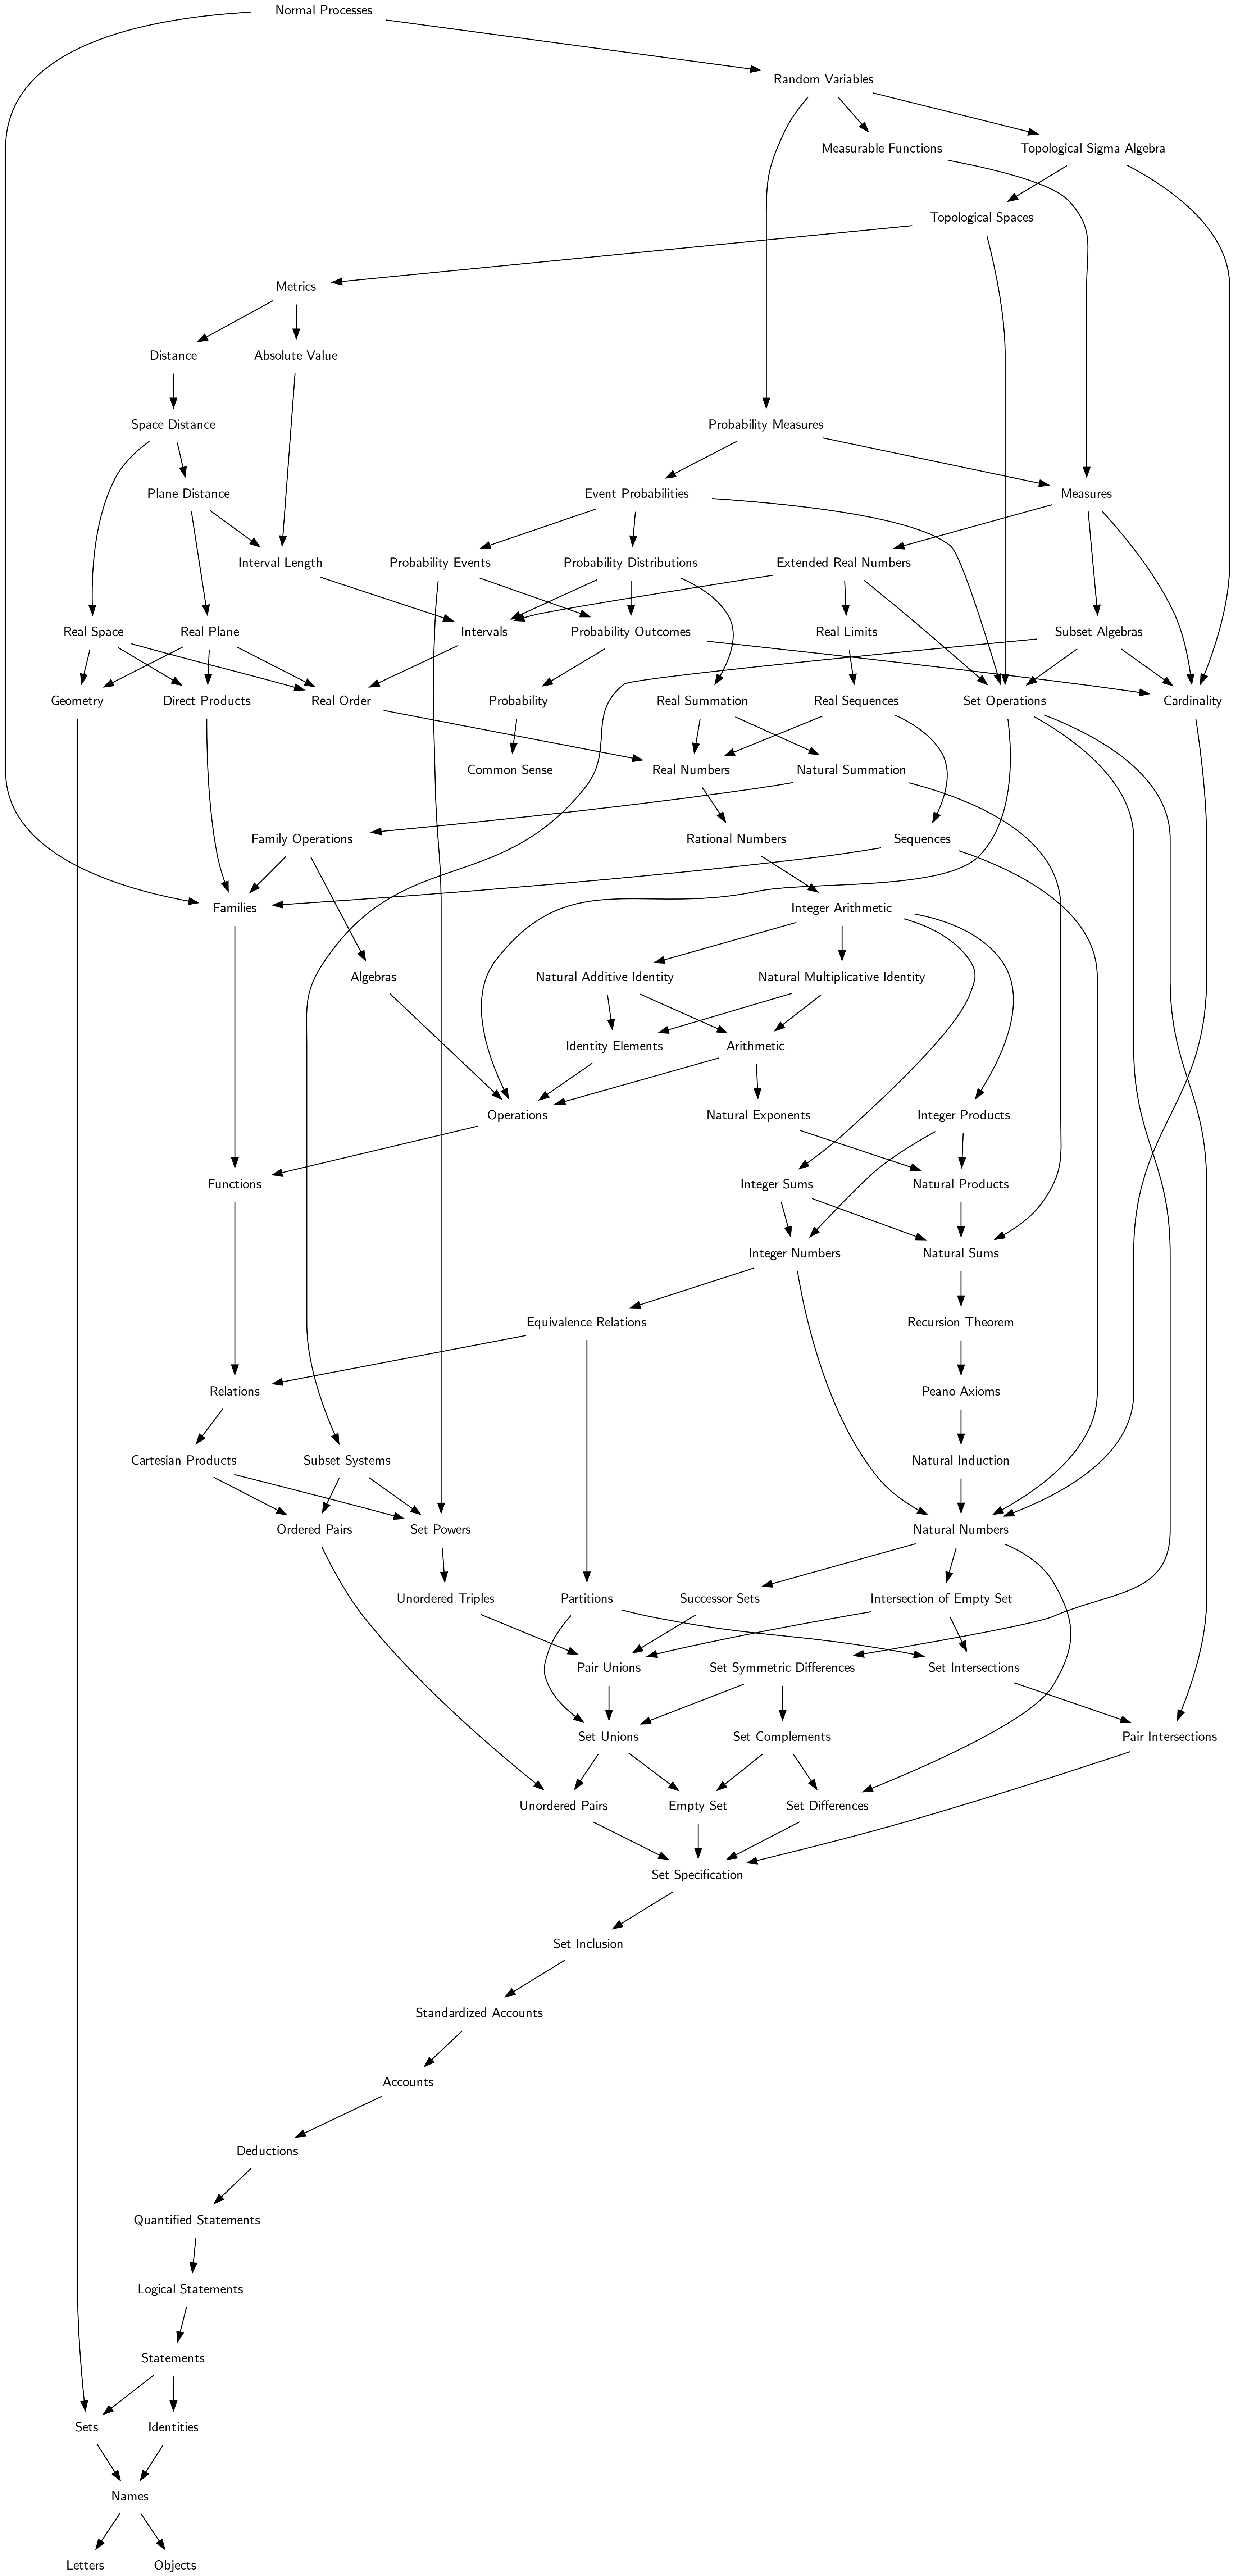 Normal Processes
Random Variables
Measurable Functions
Topological Sigma Algebra
Topological Spaces
Metrics
Distance
Absolute Value
Space Distance
Probability Measures
Plane Distance
Event Probabilities
Measures
Interval Length
Probability Events
Probability Distributions
Extended Real Numbers
Real Space
Real Plane
Intervals
Probability Outcomes
Real Limits
Subset Algebras
Geometry
Direct Products
Real Order
Probability
Real Summation
Real Sequences
Set Operations
Cardinality
Common Sense
Real Numbers
Natural Summation
Family Operations
Rational Numbers
Sequences
Families
Integer Arithmetic
Algebras
Natural Additive Identity
Natural Multiplicative Identity
Identity Elements
Arithmetic
Operations
Natural Exponents
Integer Products
Functions
Integer Sums
Natural Products
Integer Numbers
Natural Sums
Equivalence Relations
Recursion Theorem
Relations
Peano Axioms
Cartesian Products
Subset Systems
Natural Induction
Ordered Pairs
Set Powers
Natural Numbers
Unordered Triples
Partitions
Successor Sets
Intersection of Empty Set
Pair Unions
Set Symmetric Differences
Set Intersections
Set Unions
Set Complements
Pair Intersections
Unordered Pairs
Empty Set
Set Differences
Set Specification
Set Inclusion
Standardized Accounts
Accounts
Deductions
Quantified Statements
Logical Statements
Statements
Sets
Identities
Names
Letters
Objects